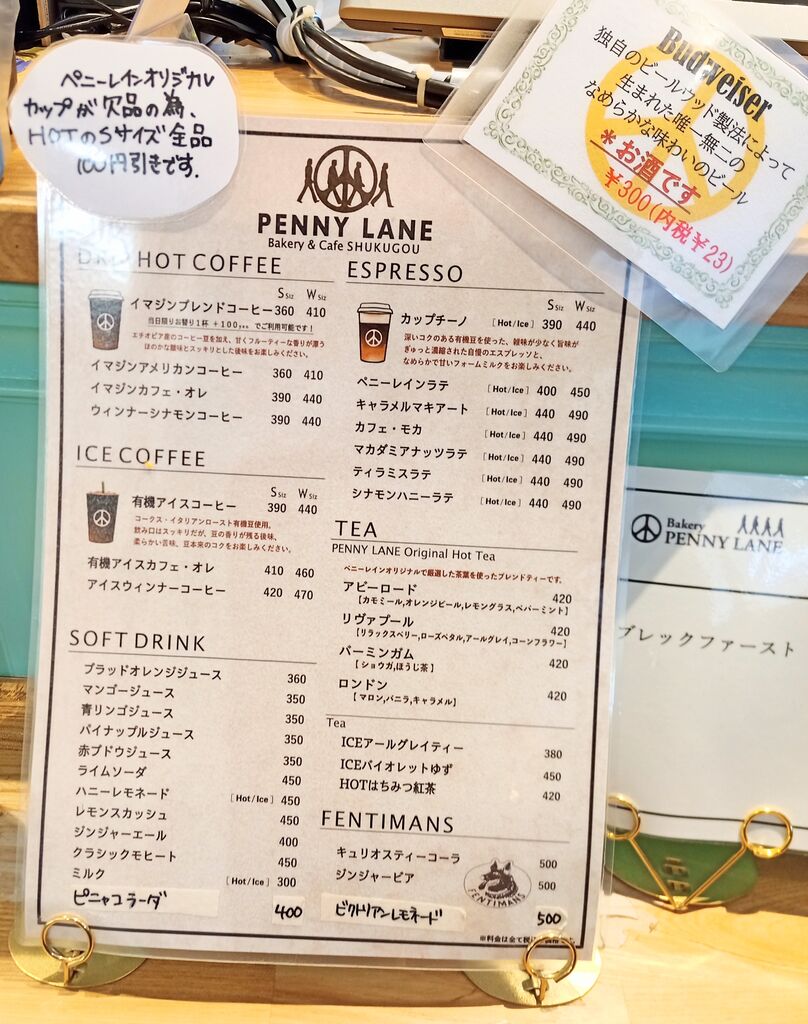 ペニーレインオリジナル
カップが欠品の為、
HOTのSサイズ全品
100円引きです.
Budweiser
独自のビールウッド製法によって
生まれた唯一無二の
なめらかな味わいのビール
*お酒です
¥300(内税¥23)
PENNY LANE
Bakery & Cafe SHUKUGOU
DRIP HOT COFFEE
S Siz W Siz
イマジンブレンドコーヒー 360 410
当日限りお替り1杯 +100yen でご利用可能です!
エチオピア産のコーヒー豆を加え、甘くフルーティーな香りが漂う
ほのかな酸味とスッキリとした後味をお楽しみください。
イマジンアメリカンコーヒー 360 410
イマジンカフェ・オレ 390 440
ウィンナーシナモンコーヒー 390 440
ICE COFFEE
S Siz W Siz
有機アイスコーヒー 390 440
コークス・イタリアンロースト有機豆使用。
飲み口はスッキリだが、豆の香りが残る後味、
柔らかい苦味、豆本来のコクをお楽しみください。
有機アイスカフェ・オレ 410 460
アイスウィンナーコーヒー 420 470
SOFT DRINK
ブラッドオレンジジュース 360
マンゴージュース 350
青リンゴジュース 350
パイナップルジュース 350
赤ブドウジュース 350
ライムソーダ 450
ハニーレモネード [Hot/Ice] 450
レモンスカッシュ 450
ジンジャーエール 400
クラシックモヒート 450
ミルク [Hot/Ice] 300
ピニャコラーダ 400
ESPRESSO
S Siz W Siz
カップチーノ [Hot/Ice] 390 440
深いコクのある有機豆を使った、雑味が少なく旨味が
ぎゅっと濃縮された自慢のエスプレッソと、
なめらかで甘いフォームミルクをお楽しみください。
ペニーレインラテ [Hot/Ice] 400 450
キャラメルマキアート [Hot/Ice] 440 490
カフェ・モカ [Hot/Ice] 440 490
マカダミアナッツラテ [Hot/Ice] 440 490
ティラミスラテ [Hot/Ice] 440 490
シナモンハニーラテ [Hot/Ice] 440 490
TEA
PENNY LANE Original Hot Tea
ペニーレインオリジナルで厳選した茶葉を使ったブレンドティーです。
アビーロード 420
【カモミール,オレンジピール,レモングラス,ペパーミント】
リヴァプール 420
【リラックスベリー,ローズペタル,アールグレイ,コーンフラワー】
バーミンガム 420
【ショウガ,ほうじ茶】
ロンドン 420
【マロン,バニラ,キャラメル】
Tea
ICEアールグレイティー 380
ICEバイオレットゆず 450
HOTはちみつ紅茶 420
FENTIMANS
キュリオスティーコーラ 500
ジンジャービア 500
FENTIMANS
ビクトリアンレモネード 500
※料金は全て税
Bakery
PENNY LANE
ブレックファースト